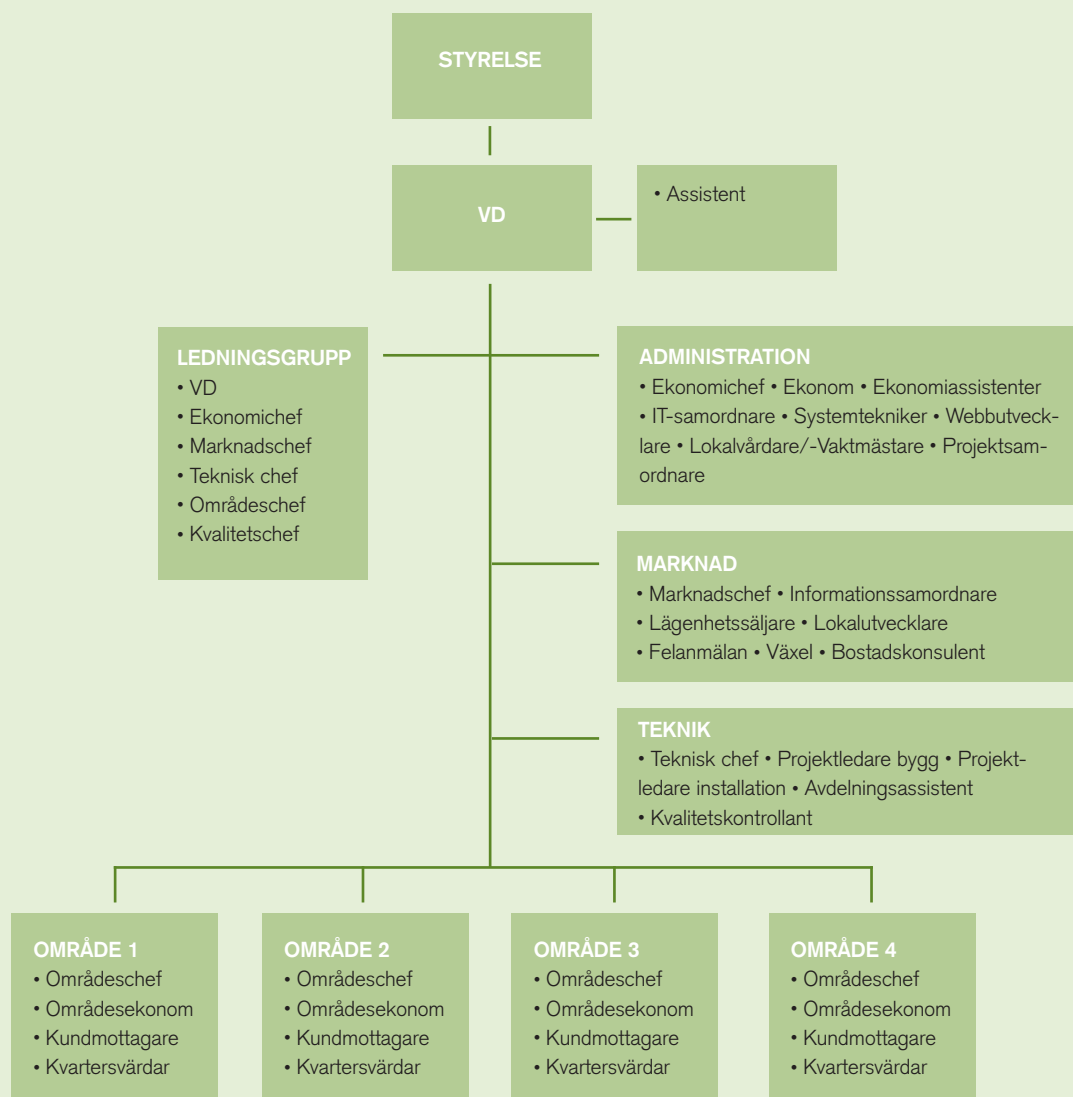 STYRELSE
VD
• Assistent
LEDNINGSGRUPP
• VD
• Ekonomichef
• Marknadschef
• Teknisk chef
• Områdeschef
• Kvalitetschef
ADMINISTRATION
• Ekonomichef • Ekonom • Ekonomiassistenter
• IT-samordnare • Systemtekniker • Webbutveck-
lare • Lokalvårdare/-Vaktmästare • Projektsam-
ordnare
MARKNAD
• Marknadschef • Informationssamordnare
• Lägenhetssäljare • Lokalutvecklare
• Felanmälan • Växel • Bostadskonsulent
TEKNIK
• Teknisk chef • Projektledare bygg • Projekt-
ledare installation • Avdelningsassistent
• Kvalitetskontrollant
OMRÅDE 1
• Områdeschef
• Områdesekonom
• Kundmottagare
• Kvartersvärdar
OMRÅDE 2
• Områdeschef
• Områdesekonom
• Kundmottagare
• Kvartersvärdar
OMRÅDE 3
• Områdeschef
• Områdesekonom
• Kundmottagare
• Kvartersvärdar
OMRÅDE 4
• Områdeschef
• Områdesekonom
• Kundmottagare
• Kvartersvärdar